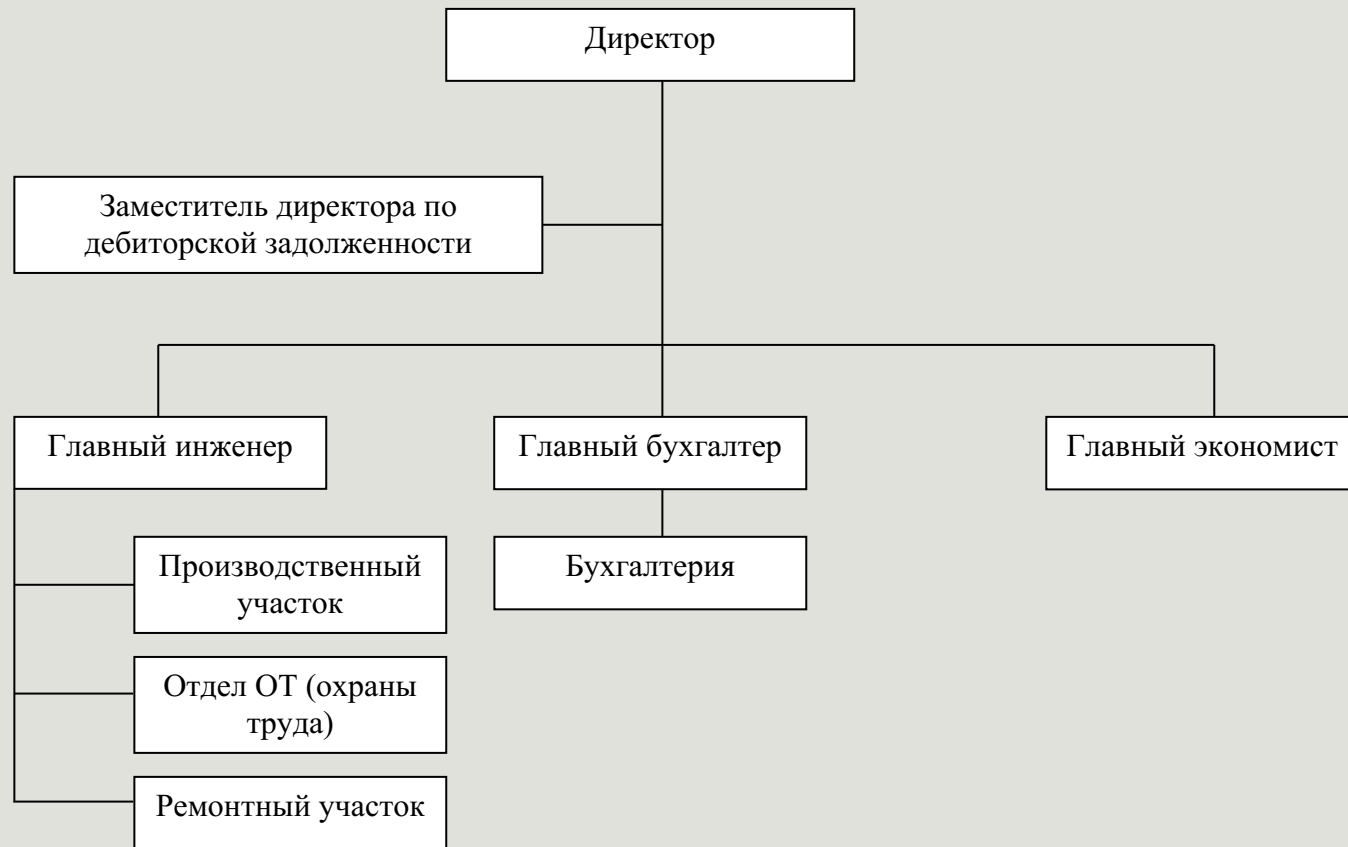 Директор
Заместитель директора по
дебиторской задолженности
Главный инженер
Главный бухгалтер
Главный экономист
Производственный
участок
Бухгалтерия
Отдел ОТ (охраны
труда)
Ремонтный участок